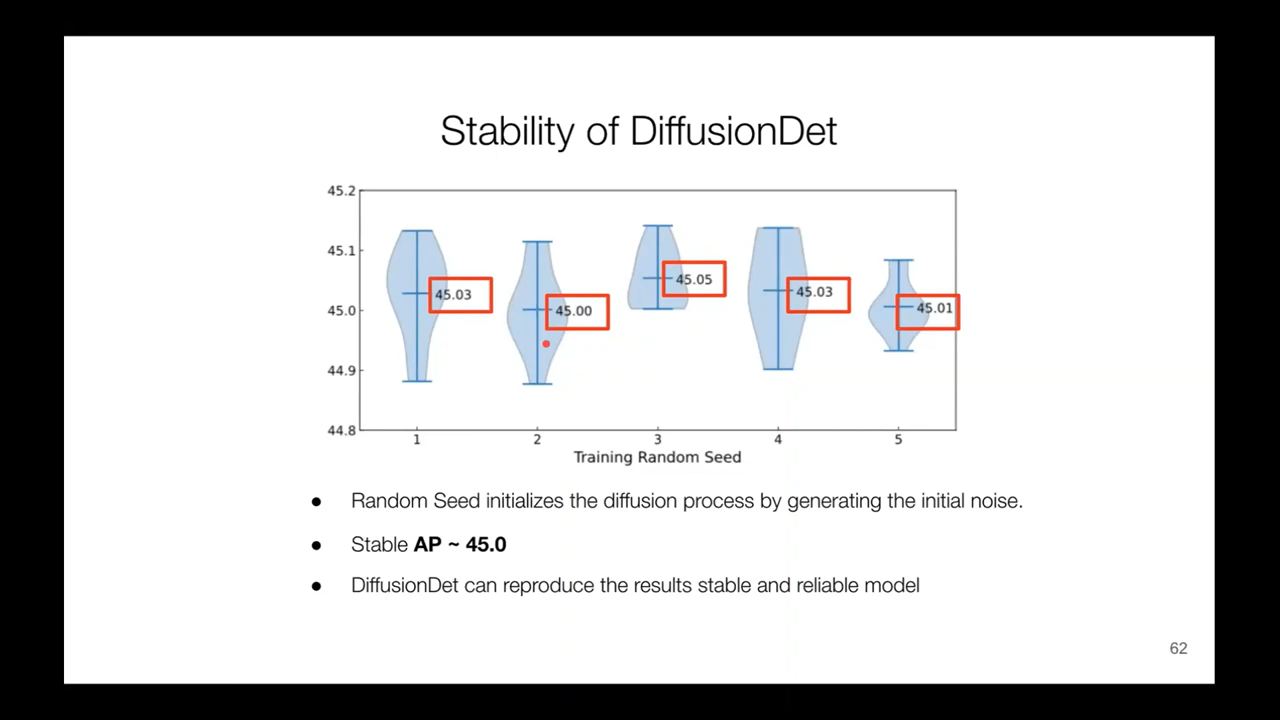 Stability of DiffusionDet
45.2
45.1
45.0
44.9
44.8
45.03
45.00
45.05
45.03
45.01
1 2 3 4 5
Training Random Seed
● Random Seed initializes the diffusion process by generating the initial noise.
● Stable AP ~ 45.0
● DiffusionDet can reproduce the results stable and reliable model
62